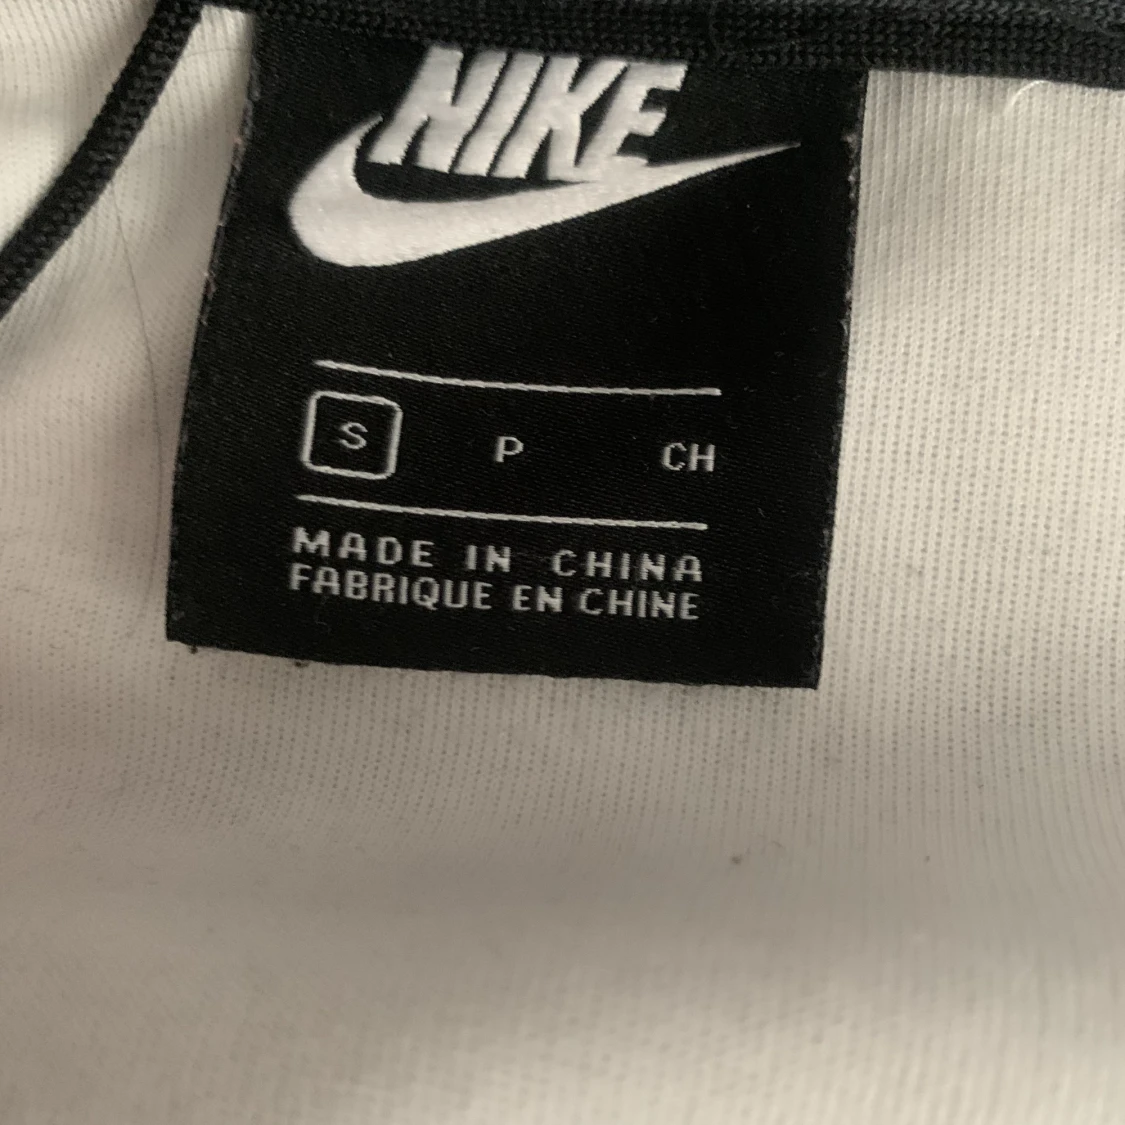 NIKE
S P CH
MADE IN CHINA
FABRIQUE EN CHINE